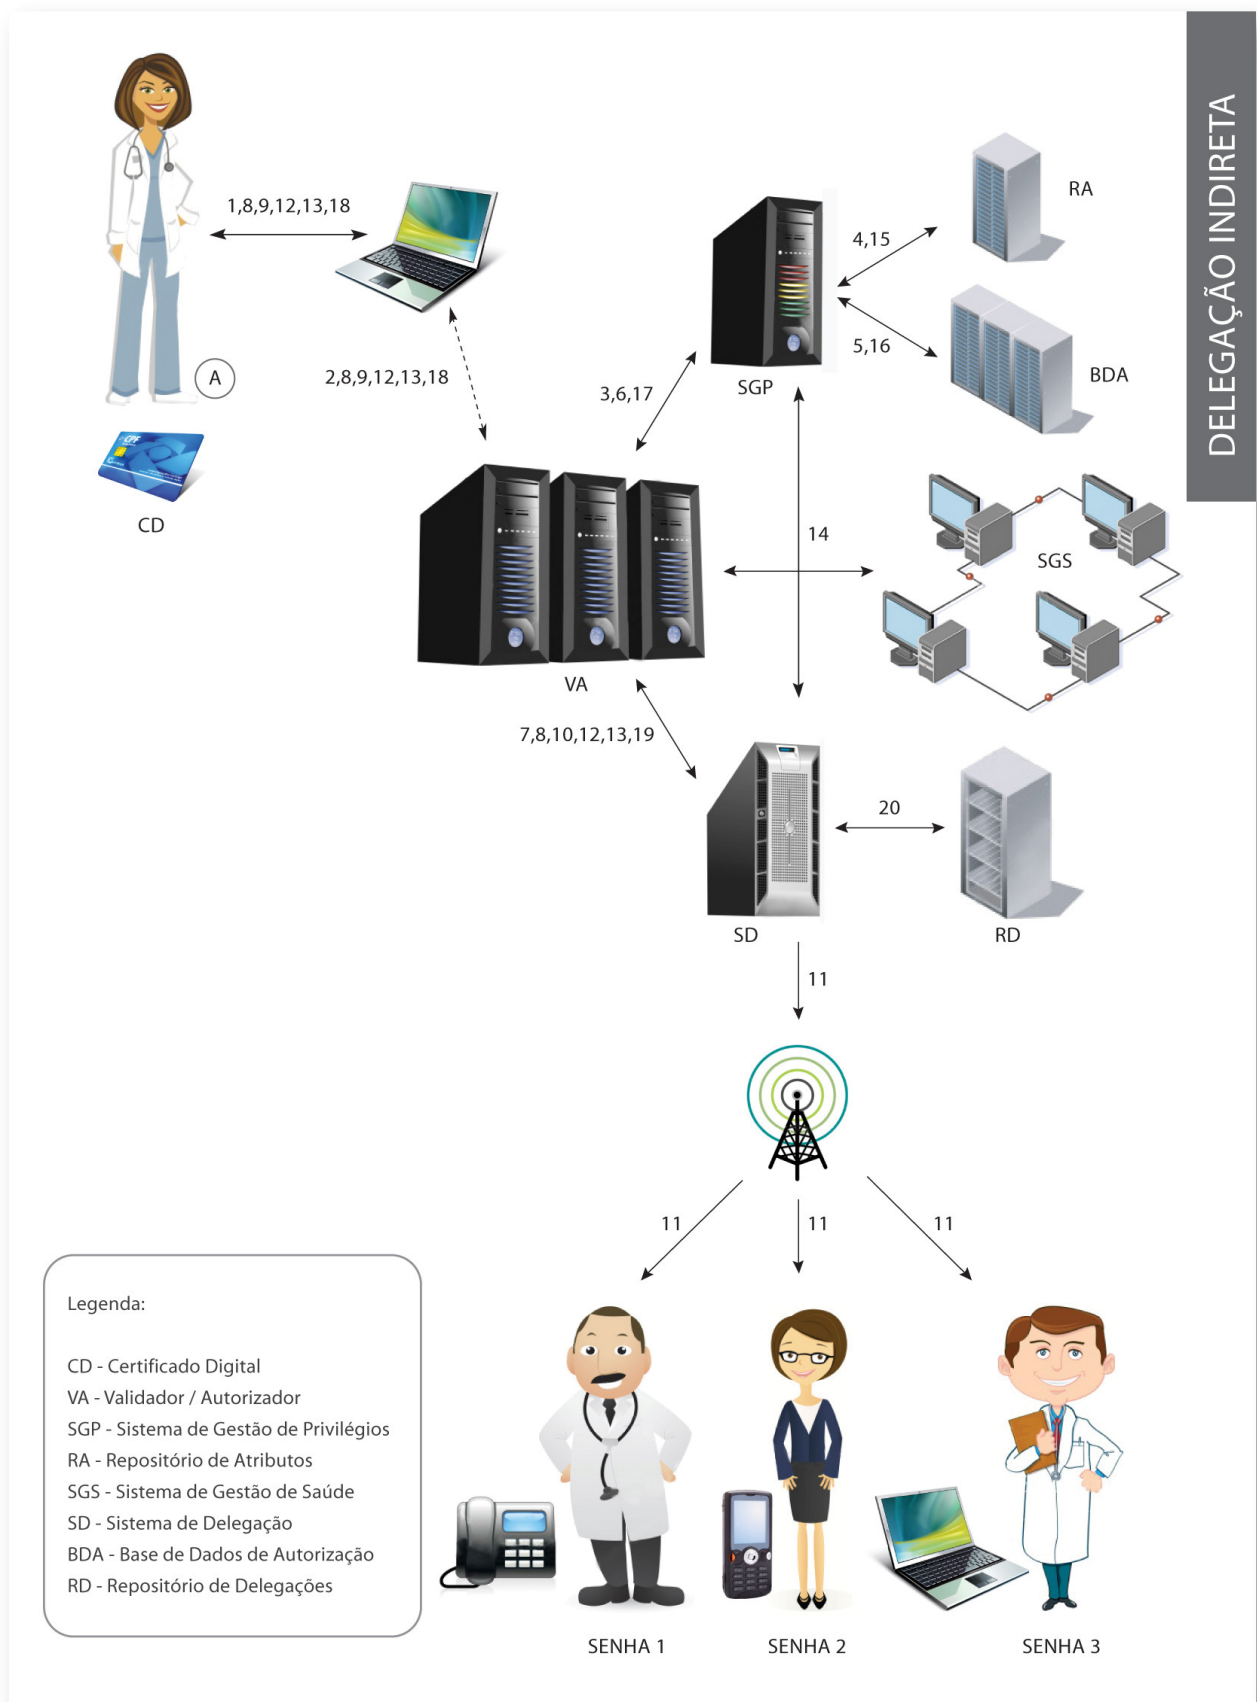 DELEGAÇÃO INDIRETA
RA
1,8,9,12,13,18
4,15
5,16
BDA
2,8,9,12,13,18
A
SGP
3,6,17
CPF
CD
14
SGS
VA
7,8,10,12,13,19
20
SD
RD
11
11
11
11
Legenda:
CD - Certificado Digital
VA - Validador / Autorizador
SGP - Sistema de Gestão de Privilégios
RA - Repositório de Atributos
SGS - Sistema de Gestão de Saúde
SD - Sistema de Delegação
BDA - Base de Dados de Autorização
RD - Repositório de Delegações
SENHA 1
SENHA 2
SENHA 3